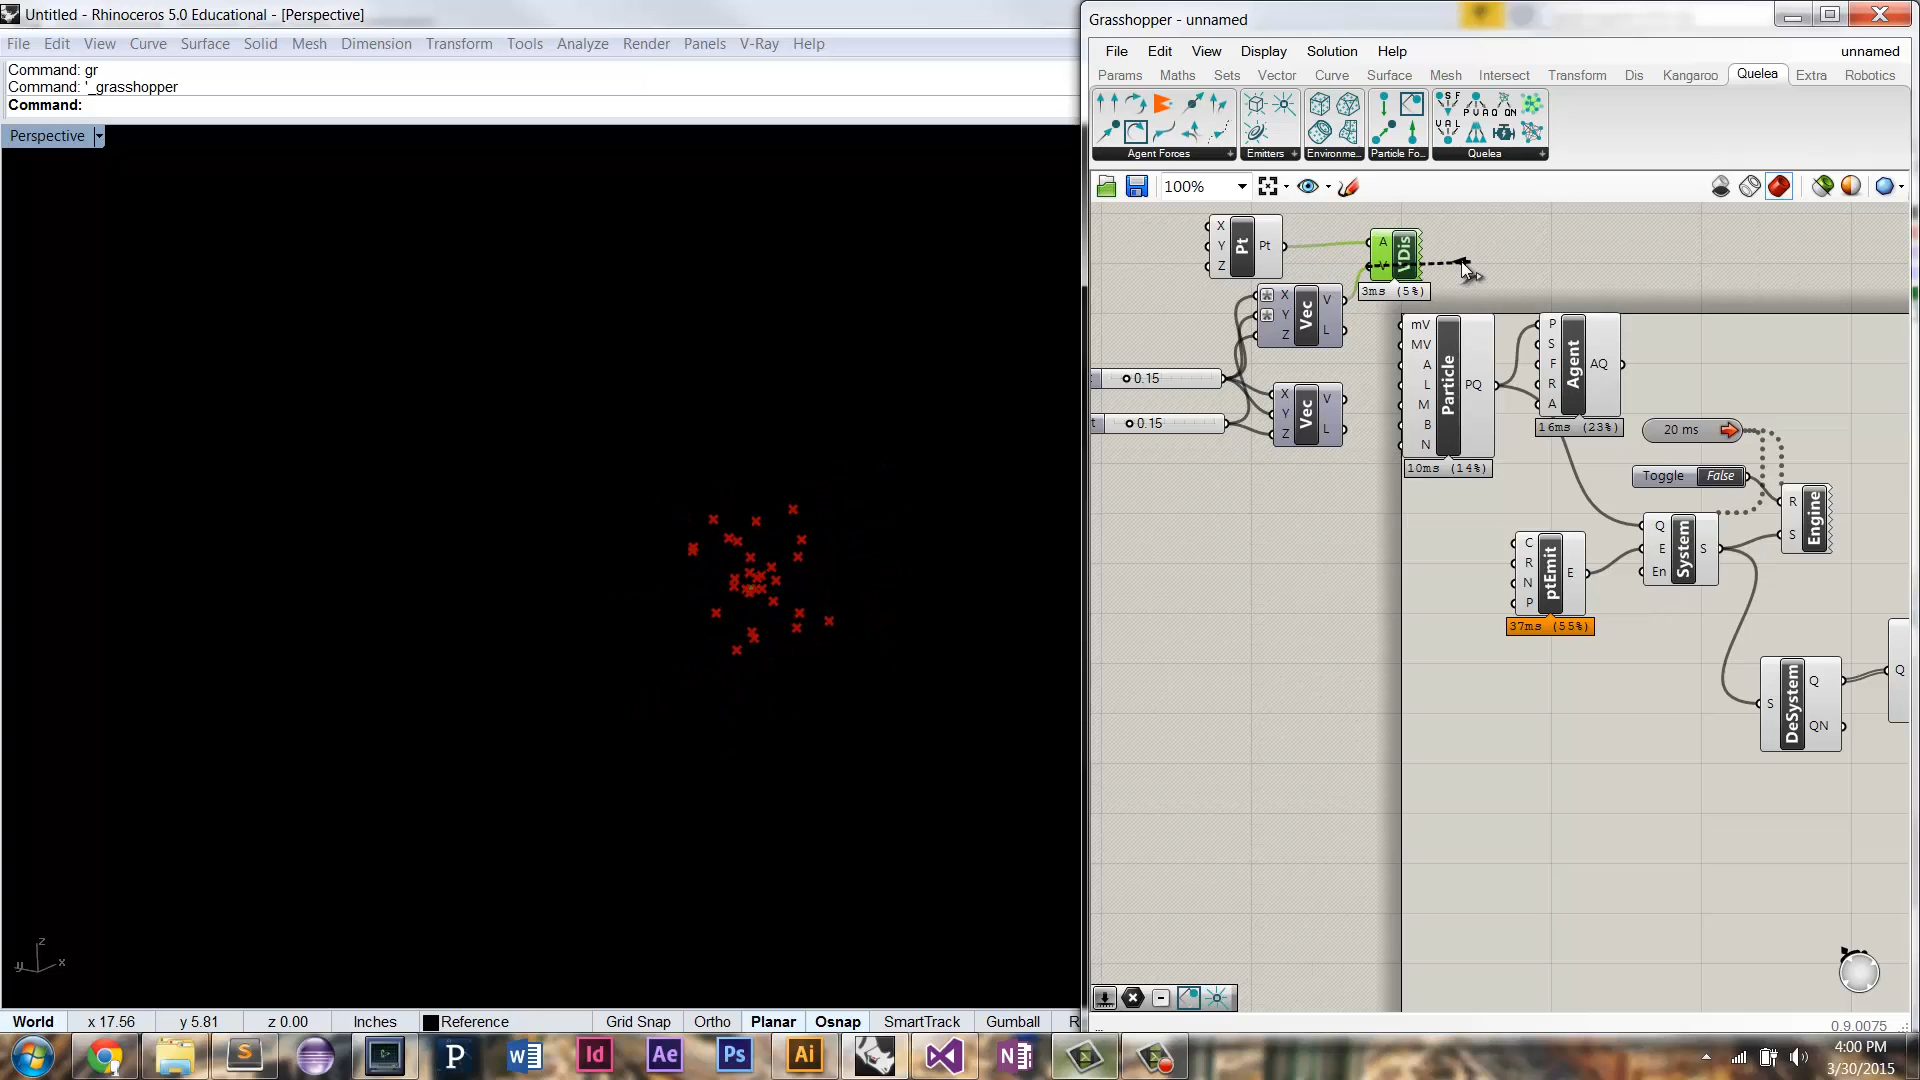 Untitled - Rhinoceros 5.0 Educational - [Perspective]
File Edit View Curve Surface Solid Mesh Dimension Transform Tools Analyze Render Panels V-Ray Help
Command: gr
Command: '_grasshopper
Command:
Perspective
z
y x
World x 17.56 y 5.81 z 0.00 Inches Reference Grid Snap Ortho Planar Osnap SmartTrack Gumball R
Grasshopper - unnamed
File Edit View Display Solution Help unnamed
Params Maths Sets Vector Curve Surface Mesh Intersect Transform Dis Kangaroo Quelea Extra Robotics
S F P V A Q Q N
V A L
Agent Forces Emitters Environme... Particle Fo... Quelea
100%
X Y Z Pt Pt
A V VDis
3ms (5%)
X Y Z Vec V L
0.15
X Y Z Vec V L
0.15
mV MV A L M B N Particle PQ
10ms (14%)
P S F R A Agent AQ
16ms (23%)
20 ms
Toggle False
R S Engine
Q E En System S
C R N P ptEmit E
37ms (55%)
S DeSystem Q QN
Q
...
0.9.0075
S P W Id Ae Ps Ai N
4:00 PM
3/30/2015